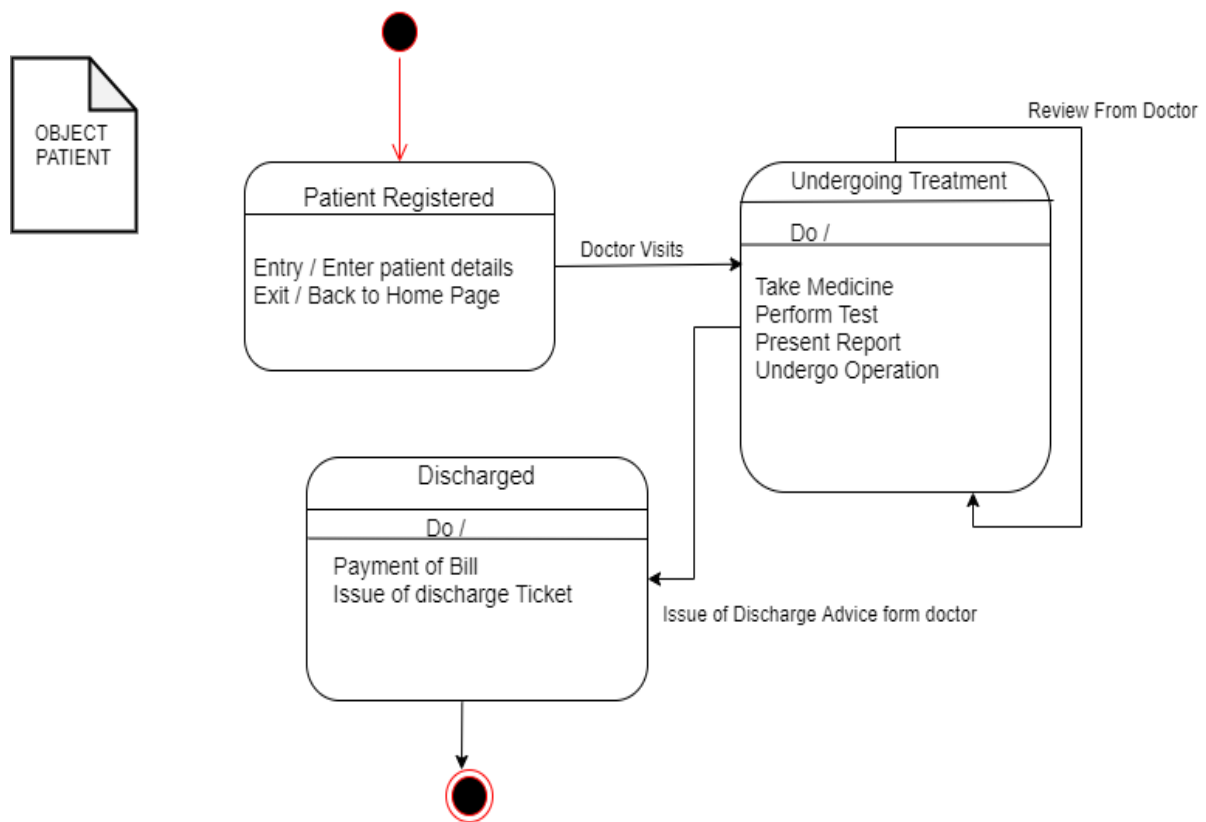 OBJECT
PATIENT
Review From Doctor
Patient Registered
Entry / Enter patient details
Exit / Back to Home Page
Doctor Visits
Undergoing Treatment
Do /
Take Medicine
Perform Test
Present Report
Undergo Operation
Discharged
Do /
Payment of Bill
Issue of discharge Ticket
Issue of Discharge Advice form doctor